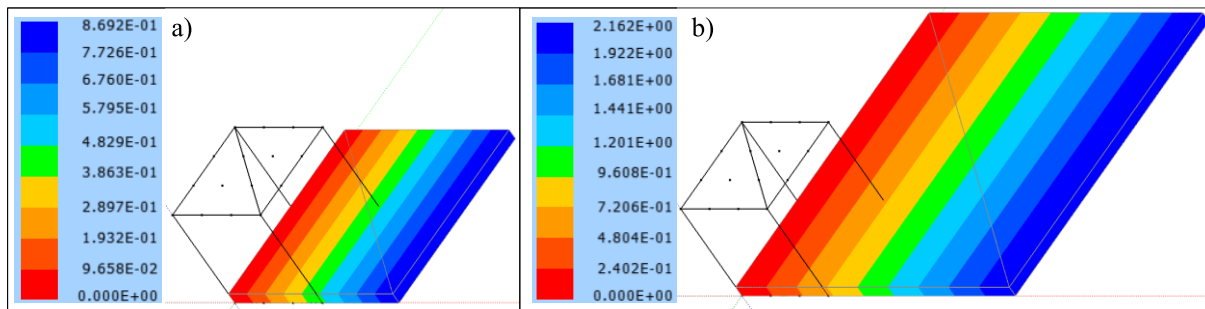 a)
8.692E-01
7.726E-01
6.760E-01
5.795E-01
4.829E-01
3.863E-01
2.897E-01
1.932E-01
9.658E-02
0.000E+00
b)
2.162E+00
1.922E+00
1.681E+00
1.441E+00
1.201E+00
9.608E-01
7.206E-01
4.804E-01
2.402E-01
0.000E+00